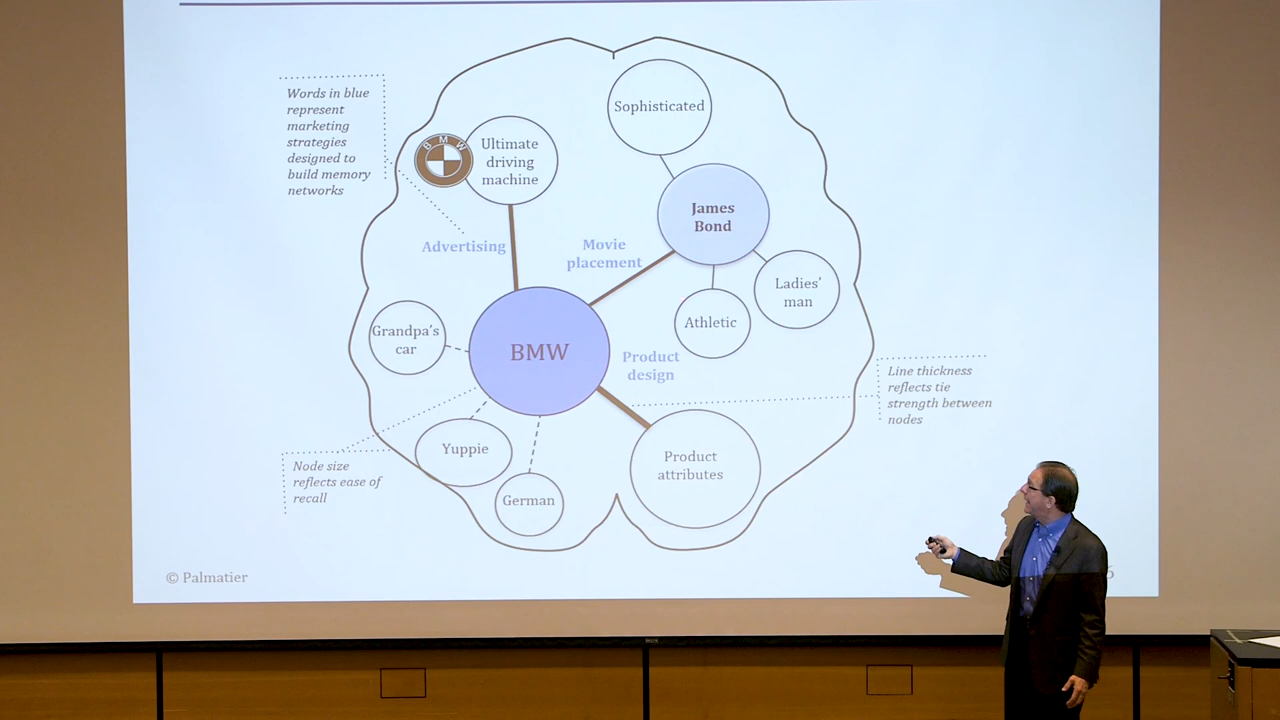 Words in blue
represent
marketing
strategies
designed to
build memory
networks
BMW
Ultimate
driving
machine
Sophisticated
James
Bond
Advertising
Movie
placement
Ladies'
man
Athletic
Grandpa's
car
BMW
Product
design
Line thickness
reflects tie
strength between
nodes
Yuppie
Product
attributes
Node size
reflects ease of
recall
German
© Palmatier